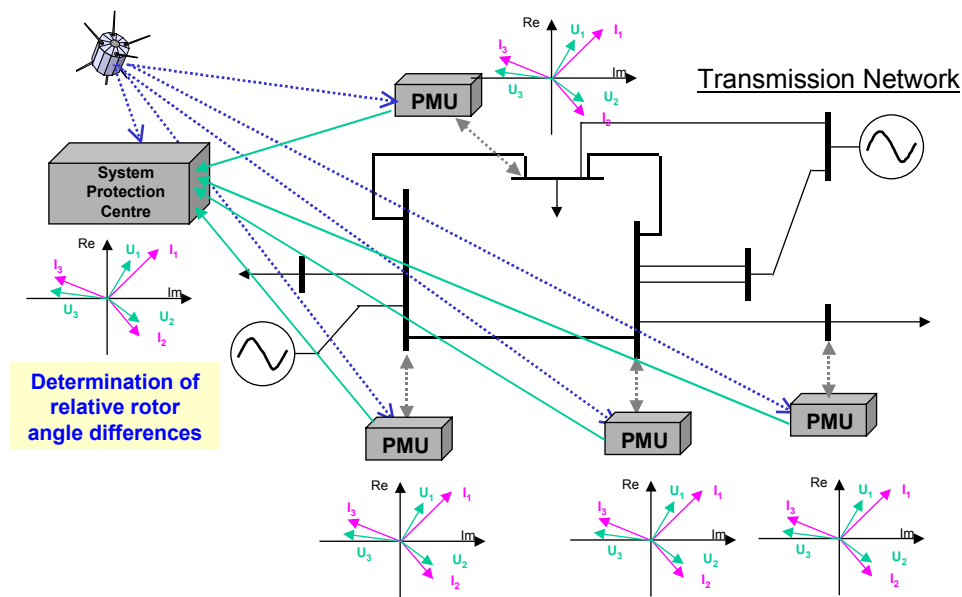 Re
U1
I1
I3
U3
Im
U2
I2
Transmission Network
PMU
System
Protection
Centre
Re
U1
I1
I3
Im
U3
U2
I2
Determination of
relative rotor
angle differences
PMU
PMU
PMU
Re
U1
I1
I3
Im
U3
U2
I2
Re
U1
I1
I3
Im
U3
U2
I2
Re
U1
I1
I3
Im
U3
U2
I2